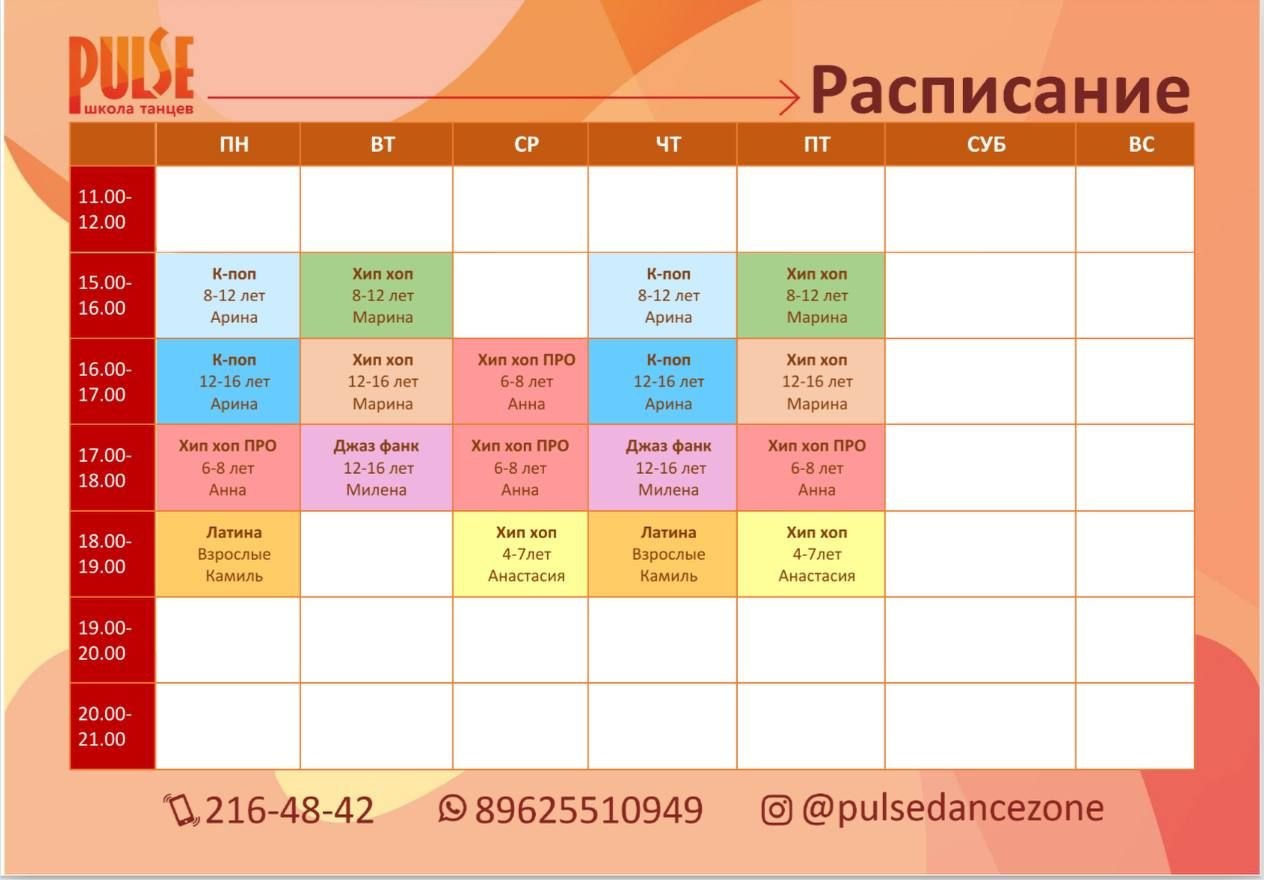 PULSE
школа танцев
Расписание
ПН ВТ СР ЧТ ПТ СУБ ВС
11.00-
12.00
15.00-
16.00
К-поп
8-12 лет
Арина
Хип хоп
8-12 лет
Марина
К-поп
8-12 лет
Арина
Хип хоп
8-12 лет
Марина
16.00-
17.00
К-поп
12-16 лет
Арина
Хип хоп
12-16 лет
Марина
Хип хоп ПРО
6-8 лет
Анна
К-поп
12-16 лет
Арина
Хип хоп
12-16 лет
Марина
17.00-
18.00
Хип хоп ПРО
6-8 лет
Анна
Джаз фанк
12-16 лет
Милена
Хип хоп ПРО
6-8 лет
Анна
Джаз фанк
12-16 лет
Милена
Хип хоп ПРО
6-8 лет
Анна
18.00-
19.00
Латина
Взрослые
Камиль
Хип хоп
4-7лет
Анастасия
Латина
Взрослые
Камиль
Хип хоп
4-7лет
Анастасия
19.00-
20.00
20.00-
21.00
216-48-42 89625510949 @pulsedancezone